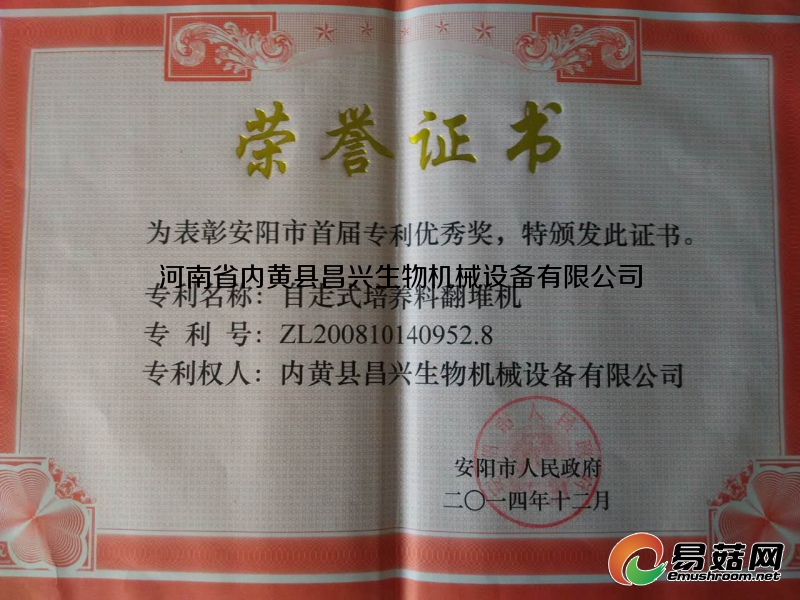 荣誉证书
为表彰安阳市首届专利优秀奖，特颁发此证书。
河南省内黄县昌兴生物机械设备有限公司
专利名称：自走式培养料翻堆机
专 利 号：ZL200810140952.8
专利权人：内黄县昌兴生物机械设备有限公司
安阳市人民政府
二〇一四年十二月
易菇网
emushroom.net